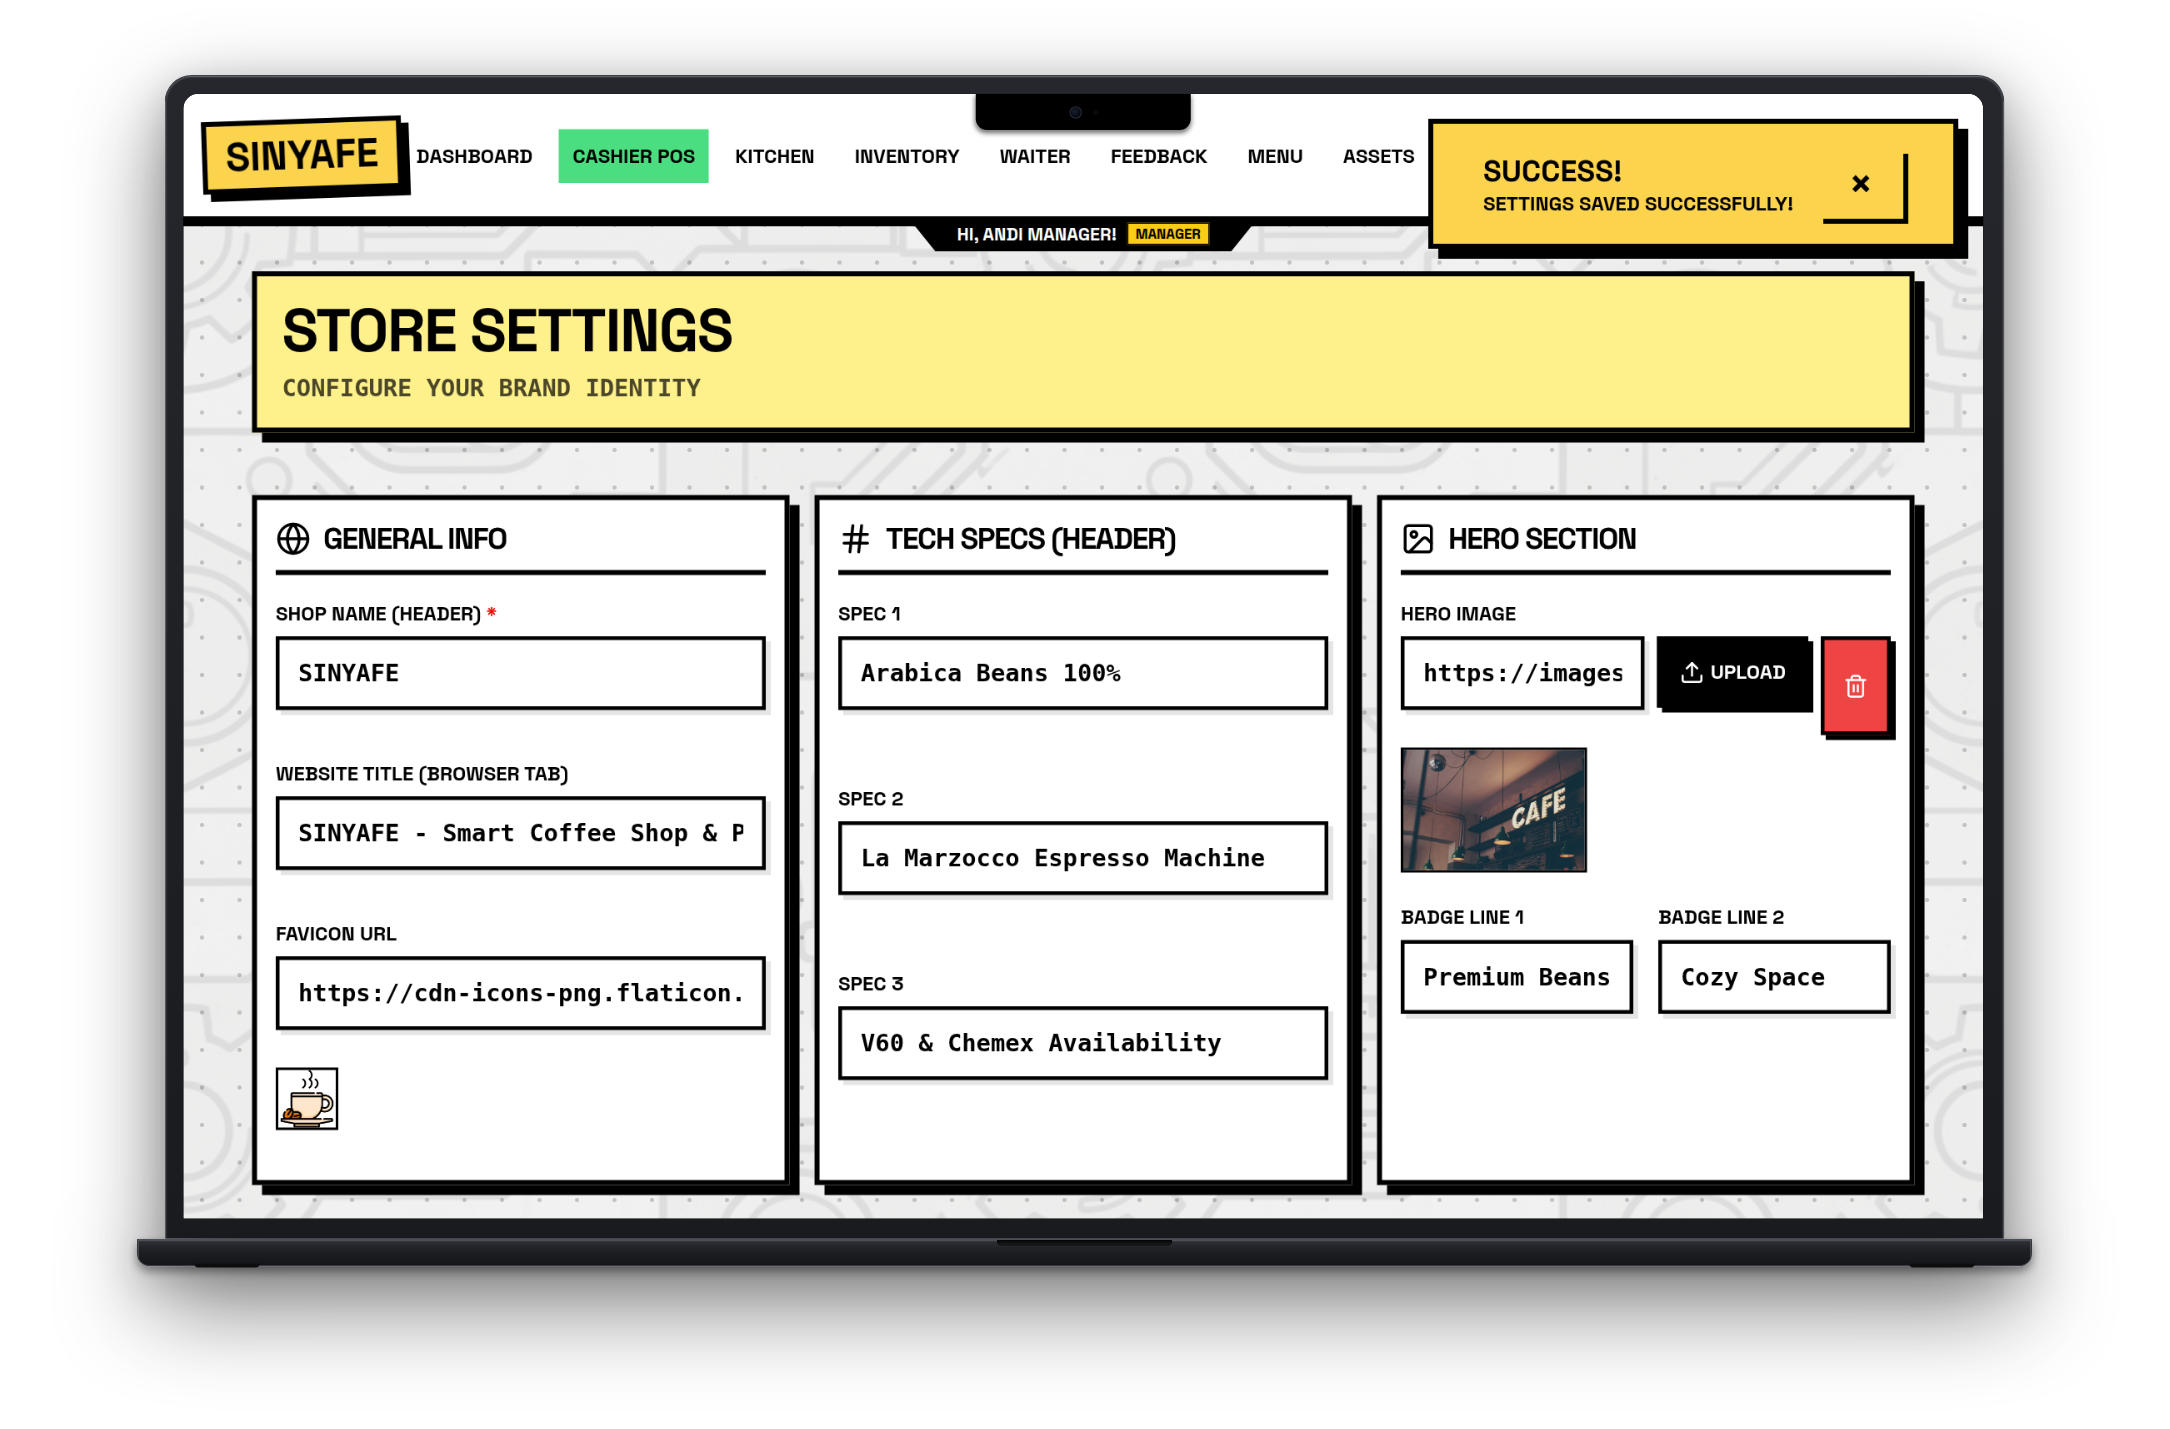 SINYAFE
DASHBOARD CASHIER POS KITCHEN INVENTORY WAITER FEEDBACK MENU ASSETS
SUCCESS!
SETTINGS SAVED SUCCESSFULLY!
HI, ANDI MANAGER! MANAGER
STORE SETTINGS
CONFIGURE YOUR BRAND IDENTITY
GENERAL INFO
SHOP NAME (HEADER) *
SINYAFE
WEBSITE TITLE (BROWSER TAB)
SINYAFE - Smart Coffee Shop & P
FAVICON URL
https://cdn-icons-png.flaticon.
TECH SPECS (HEADER)
SPEC 1
Arabica Beans 100%
SPEC 2
La Marzocco Espresso Machine
SPEC 3
V60 & Chemex Availability
HERO SECTION
HERO IMAGE
https://images
UPLOAD
CAFE
BADGE LINE 1
Premium Beans
BADGE LINE 2
Cozy Space